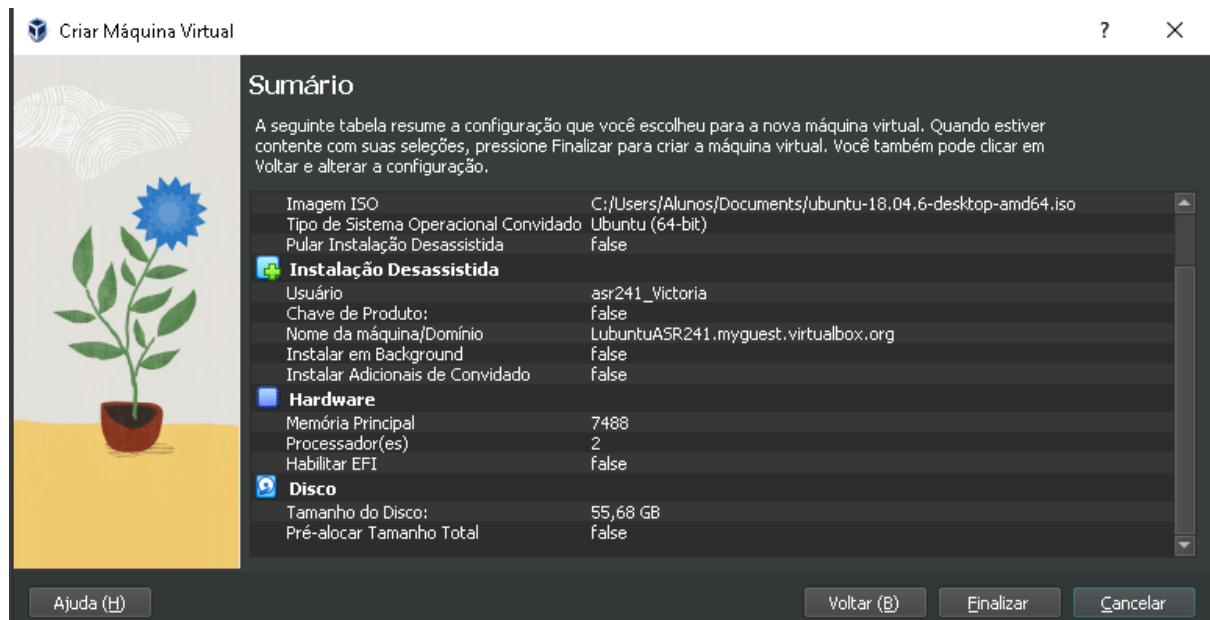 Criar Máquina Virtual
?
Sumário
A seguinte tabela resume a configuração que você escolheu para a nova máquina virtual. Quando estiver
contente com suas seleções, pressione Finalizar para criar a máquina virtual. Você também pode clicar em
Voltar e alterar a configuração.
Imagem ISO C:/Users/Alunos/Documents/ubuntu-18.04.6-desktop-amd64.iso
Tipo de Sistema Operacional Convidado Ubuntu (64-bit)
Pular Instalação Desassistida false
Instalação Desassistida
Usuário asr241_Victoria
Chave de Produto: false
Nome da máquina/Domínio LubuntuASR241.myguest.virtualbox.org
Instalar em Background false
Instalar Adicionais de Convidado false
Hardware
Memória Principal 7488
Processador(es) 2
Habilitar EFI false
Disco
Tamanho do Disco: 55,68 GB
Pré-alocar Tamanho Total false
Ajuda (H) Voltar (B) Finalizar Cancelar